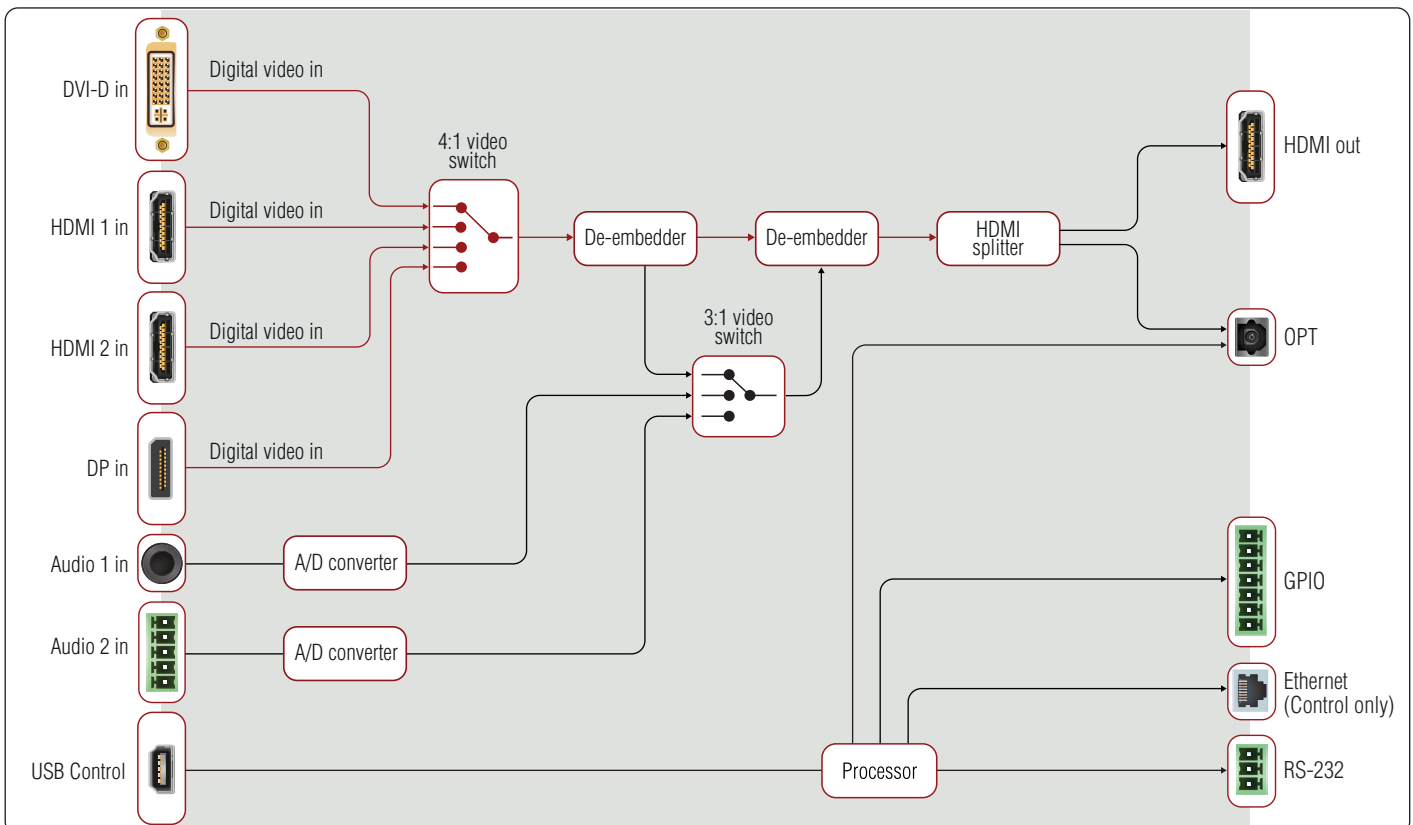 DVI-D in
Digital video in
4:1 video
switch
HDMI 1 in
Digital video in
HDMI 2 in
Digital video in
DP in
Digital video in
De-embedder
De-embedder
HDMI
splitter
3:1 video
switch
HDMI out
OPT
Audio 1 in
A/D converter
Audio 2 in
A/D converter
GPIO
Ethernet
(Control only)
USB Control
Processor
RS-232